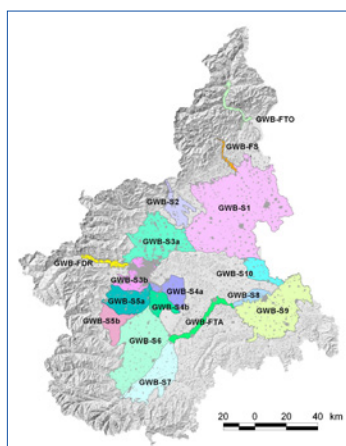 GWB-FTO
GWB-FS
GWB-S2
GWB-S1
GWB-S3a
GWB-FDR
GWB-S3b
GWB-S10
GWB-S4a
GWB-S8
GWB-S5a
GWB-S4b
GWB-S5b
GWB-FTA
GWB-S9
GWB-S6
GWB-S7
km
20 0 20 40